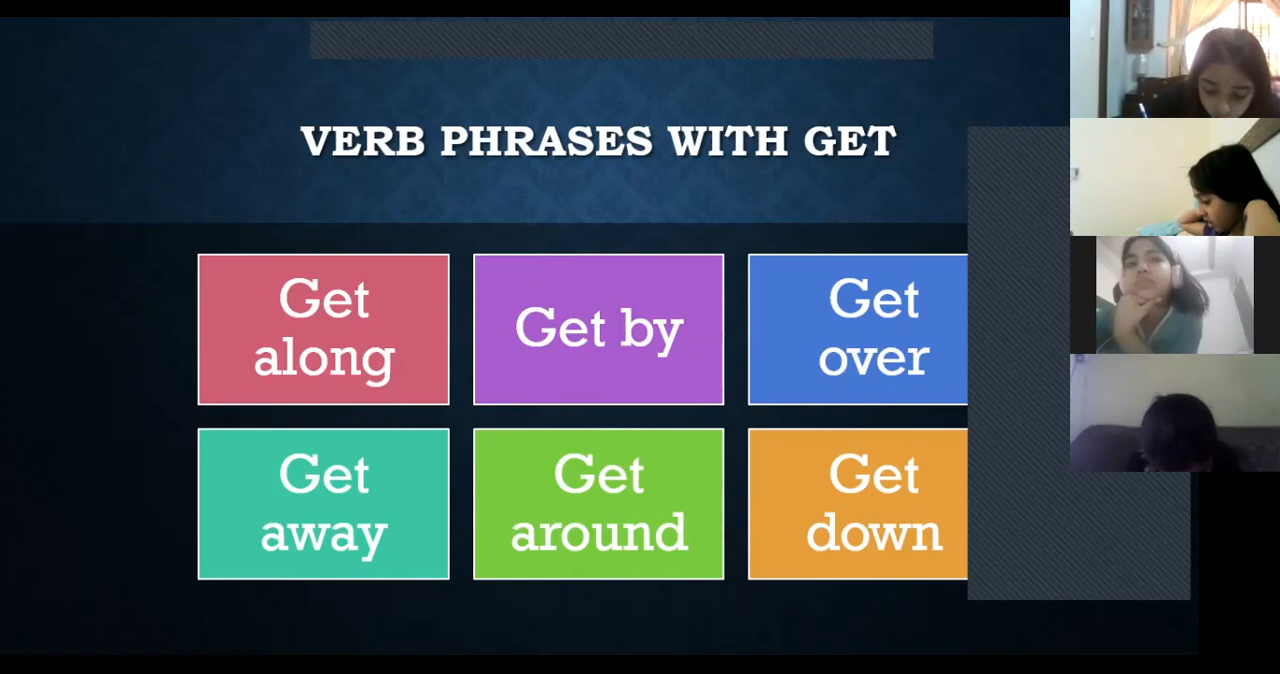 VERB PHRASES WITH GET
Get
along
Get by
Get
over
Get
away
Get
around
Get
down